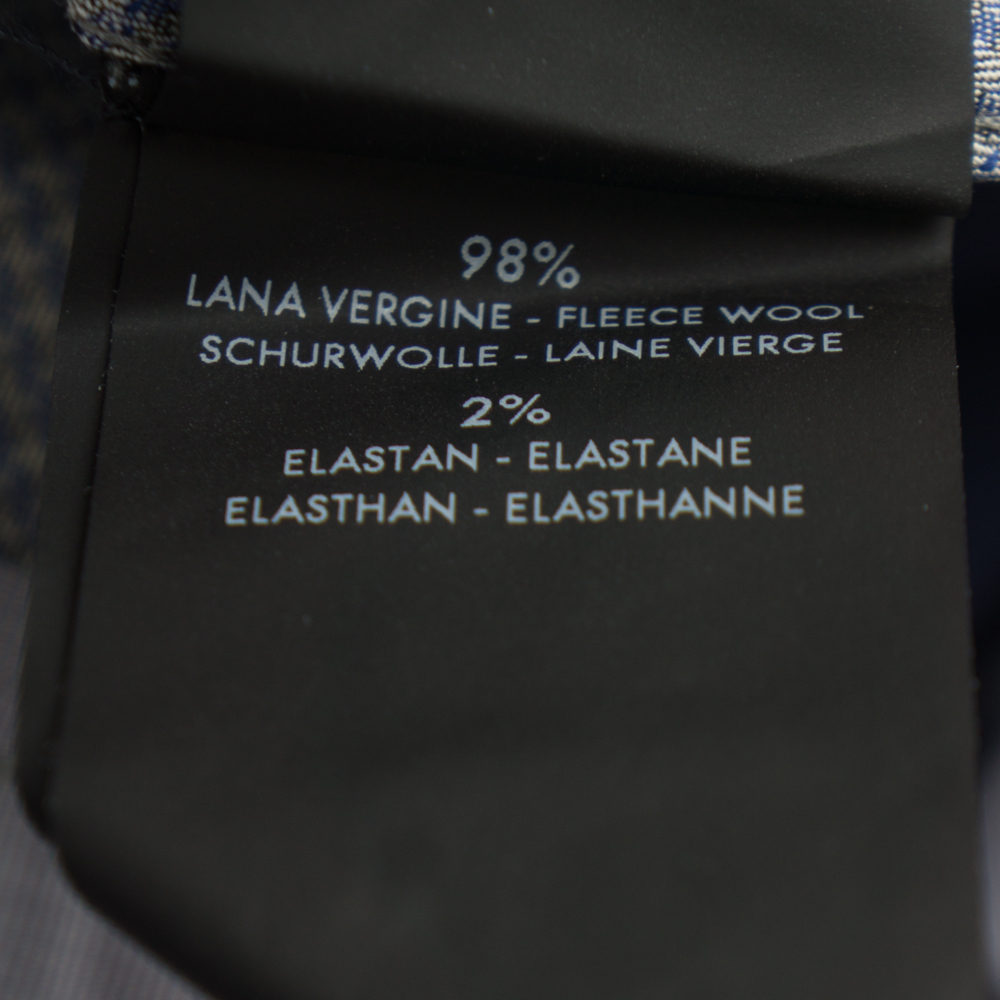 98%
LANA VERGINE - FLEECE WOOL
SCHURWOLLE - LAINE VIERGE
2%
ELASTAN - ELASTANE
ELASTHAN - ELASTHANNE